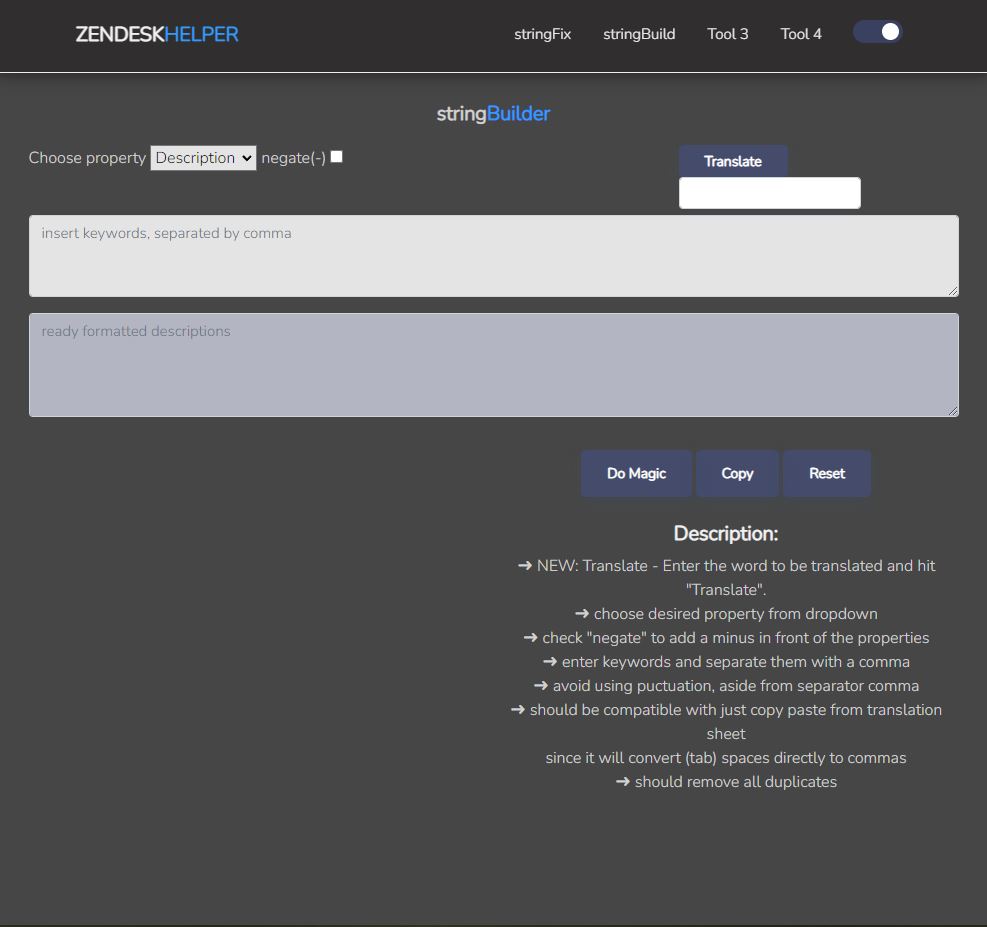 ZENDESKHELPER
stringFix stringBuild Tool 3 Tool 4
stringBuilder
Choose property Description negate(-)
Translate
insert keywords, separated by comma
ready formatted descriptions
Do Magic Copy Reset
Description:
➜ NEW: Translate - Enter the word to be translated and hit
"Translate".
➜ choose desired property from dropdown
➜ check "negate" to add a minus in front of the properties
➜ enter keywords and separate them with a comma
➜ avoid using puctuation, aside from separator comma
➜ should be compatible with just copy paste from translation
sheet
since it will convert (tab) spaces directly to commas
➜ should remove all duplicates